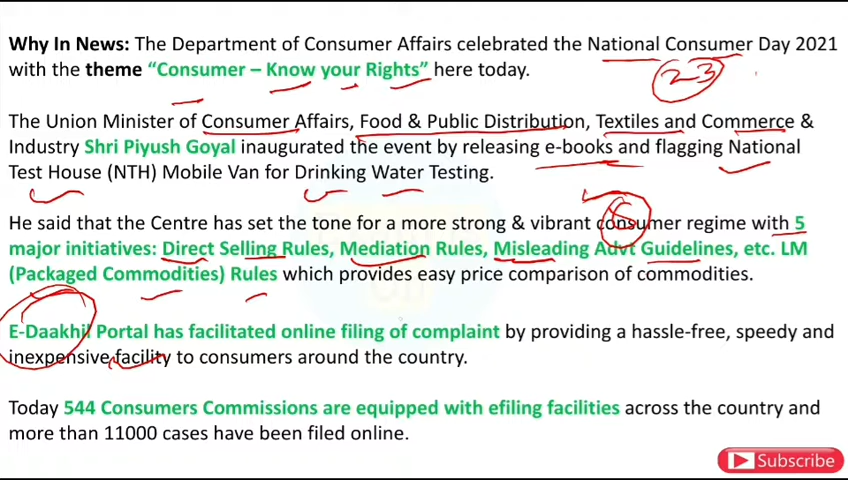 Why In News: The Department of Consumer Affairs celebrated the National Consumer Day 2021
with the theme “Consumer – Know your Rights” here today.
23
The Union Minister of Consumer Affairs, Food & Public Distribution, Textiles and Commerce &
Industry Shri Piyush Goyal inaugurated the event by releasing e-books and flagging National
Test House (NTH) Mobile Van for Drinking Water Testing.
He said that the Centre has set the tone for a more strong & vibrant consumer regime with 5
major initiatives: Direct Selling Rules, Mediation Rules, Misleading Advt Guidelines, etc. LM
(Packaged Commodities) Rules which provides easy price comparison of commodities.
E-Daakhil Portal has facilitated online filing of complaint by providing a hassle-free, speedy and
inexpensive facility to consumers around the country.
Today 544 Consumers Commissions are equipped with efiling facilities across the country and
more than 11000 cases have been filed online.
Subscribe